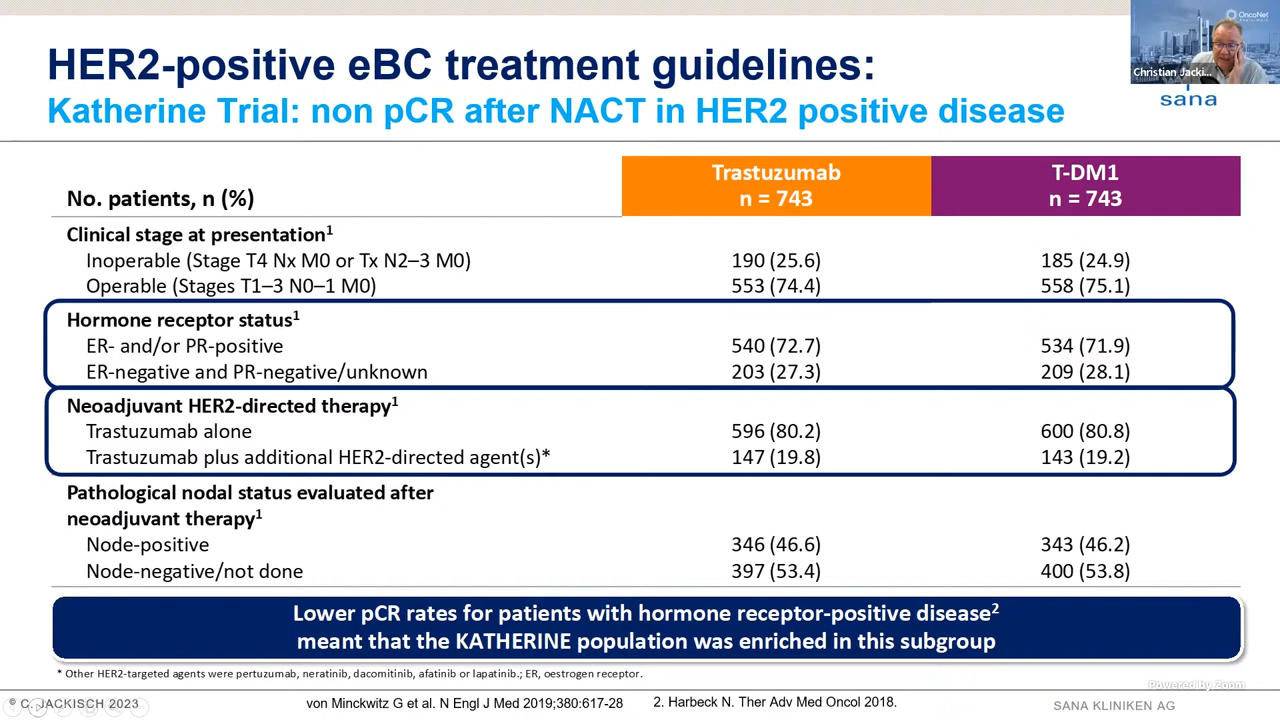 HER2-positive eBC treatment guidelines:
Katherine Trial: non pCR after NACT in HER2 positive disease
OncoNet
Christian Jacki...
sana
No. patients, n (%)
Trastuzumab
n = 743
T-DM1
n = 743
Clinical stage at presentation1
Inoperable (Stage T4 Nx M0 or Tx N2–3 M0) 190 (25.6) 185 (24.9)
Operable (Stages T1–3 N0–1 M0) 553 (74.4) 558 (75.1)
Hormone receptor status1
ER- and/or PR-positive 540 (72.7) 534 (71.9)
ER-negative and PR-negative/unknown 203 (27.3) 209 (28.1)
Neoadjuvant HER2-directed therapy1
Trastuzumab alone 596 (80.2) 600 (80.8)
Trastuzumab plus additional HER2-directed agent(s)* 147 (19.8) 143 (19.2)
Pathological nodal status evaluated after
neoadjuvant therapy1
Node-positive 346 (46.6) 343 (46.2)
Node-negative/not done 397 (53.4) 400 (53.8)
Lower pCR rates for patients with hormone receptor-positive disease2
meant that the KATHERINE population was enriched in this subgroup
* Other HER2-targeted agents were pertuzumab, neratinib, dacomitinib, afatinib or lapatinib.; ER, oestrogen receptor.
Powered by Zoom
© C. JACKISCH 2023 von Minckwitz G et al. N Engl J Med 2019;380:617-28 2. Harbeck N. Ther Adv Med Oncol 2018. SANA KLINIKEN AG